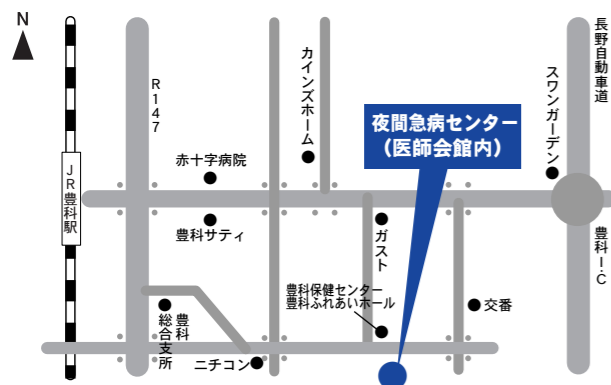 N
JR豊科駅
R147
赤十字病院
豊科サティ
カインズホーム
夜間急病センター
（医師会館内）
スワンガーデン
長野自動車道
豊科I・C
ガスト
豊科保健センター
豊科ふれあいホール
交番
豊科
総合支所
ニチコン